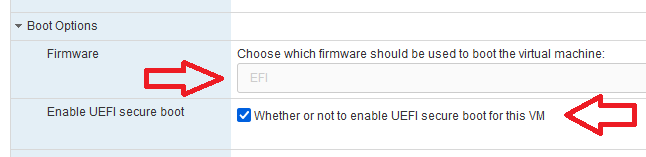 Boot Options
Firmware
Choose which firmware should be used to boot the virtual machine:
EFI
Enable UEFI secure boot
Whether or not to enable UEFI secure boot for this VM